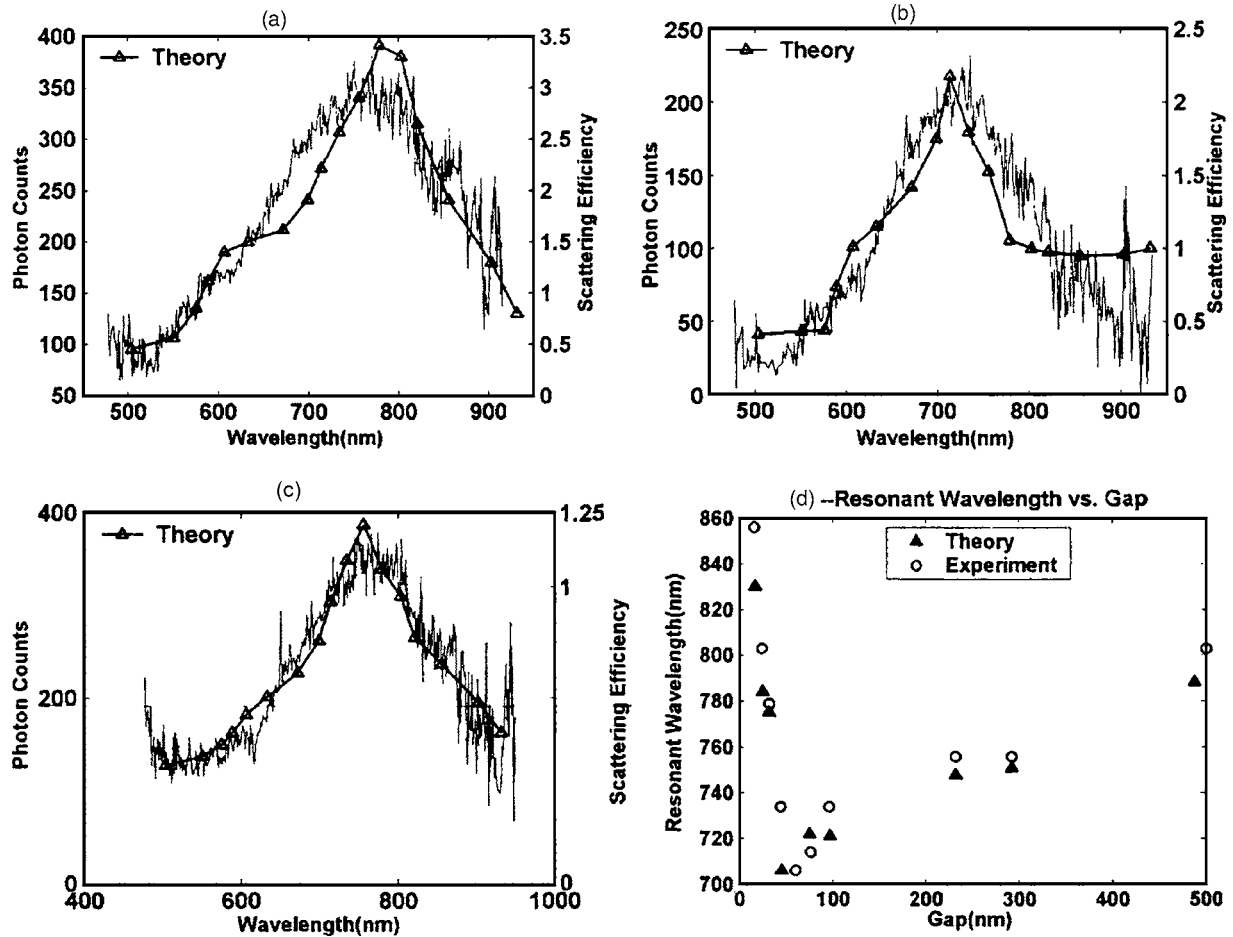 (a)
Theory
400
350
300
250
200
150
100
50
3.5
3
2.5
2
1.5
1
0.5
0
500 600 700 800 900
Photon Counts
Scattering Efficiency
Wavelength(nm)
(b)
Theory
250
200
150
100
50
0
2.5
2
1.5
1
0.5
0
500 600 700 800 900
Photon Counts
Scattering Efficiency
Wavelength(nm)
(c)
Theory
400
200
0
1.25
1
0
400 600 800 1000
Photon Counts
Scattering Efficiency
Wavelength(nm)
(d) --Resonant Wavelength vs. Gap
Theory
Experiment
860
840
820
800
780
760
740
720
700
0 100 200 300 400 500
Resonant Wavelength(nm)
Gap(nm)